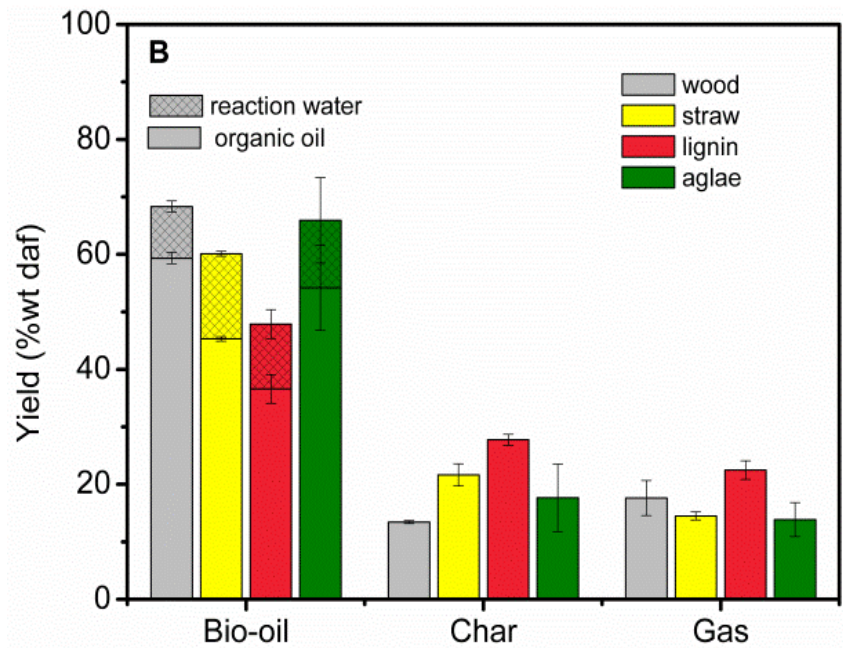 B
reaction water
organic oil
wood
straw
lignin
aglae
Yield (%wt daf)
100
80
60
40
20
0
Bio-oil Char Gas